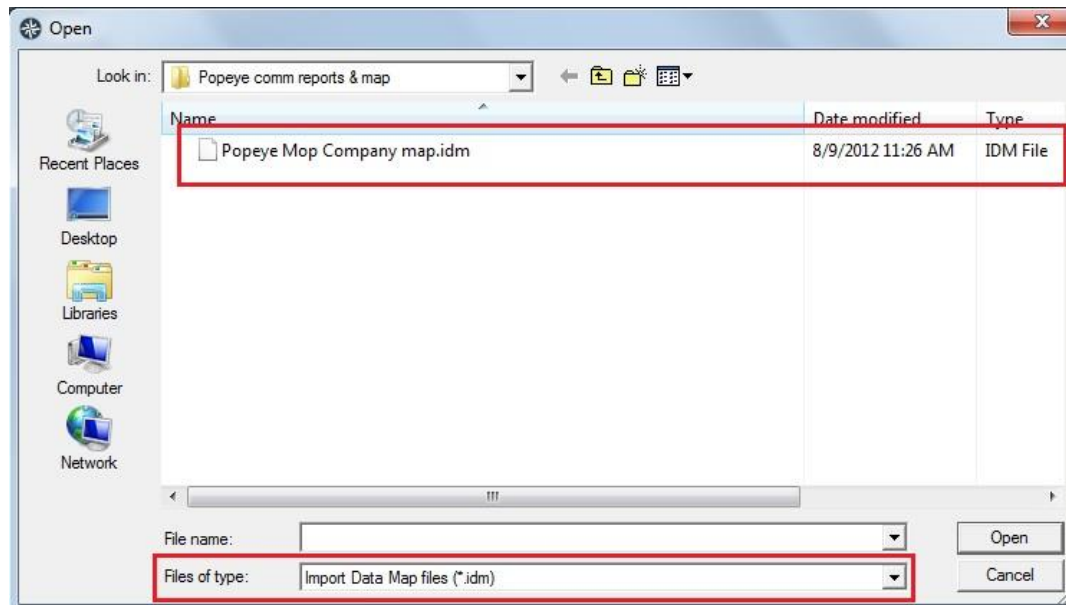 Open
Look in: Popeye comm reports & map
Name Date modified Type
Popeye Mop Company map.idm 8/9/2012 11:26 AM IDM File
Recent Places
Desktop
Libraries
Computer
Network
File name: Open
Files of type: Import Data Map files (*.idm) Cancel